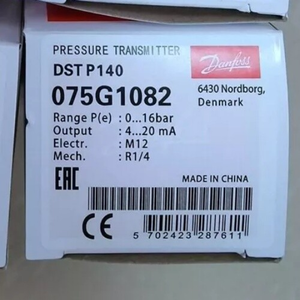 PRESSURE TRANSMITTER
DST P140
075G1082
Danfoss
6430 Nordborg,
Denmark
Range P(e) : 0...16bar
Output : 4...20 mA
Electr. : M12
Mech. : R1/4
EAC
MADE IN CHINA
CE
5 702423 287611